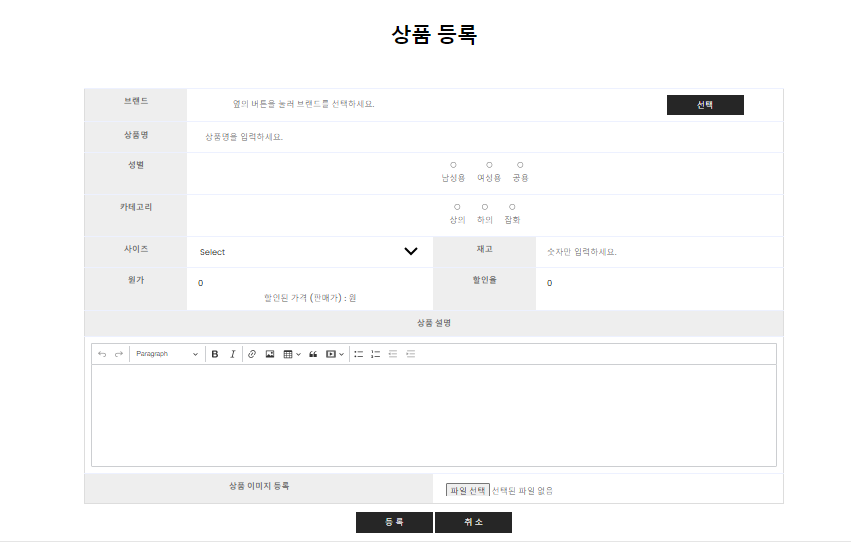 상품 등록
브랜드
옆의 버튼을 눌러 브랜드를 선택하세요.
선택
상품명
상품명을 입력하세요.
성별
남성용 여성용 공용
카테고리
상의 하의 잡화
사이즈
Select
재고
숫자만 입력하세요.
원가
0
할인된 가격 (판매가) : 원
할인율
0
상품 설명
Paragraph
B I
상품 이미지 등록
파일 선택 선택된 파일 없음
등 록
취 소